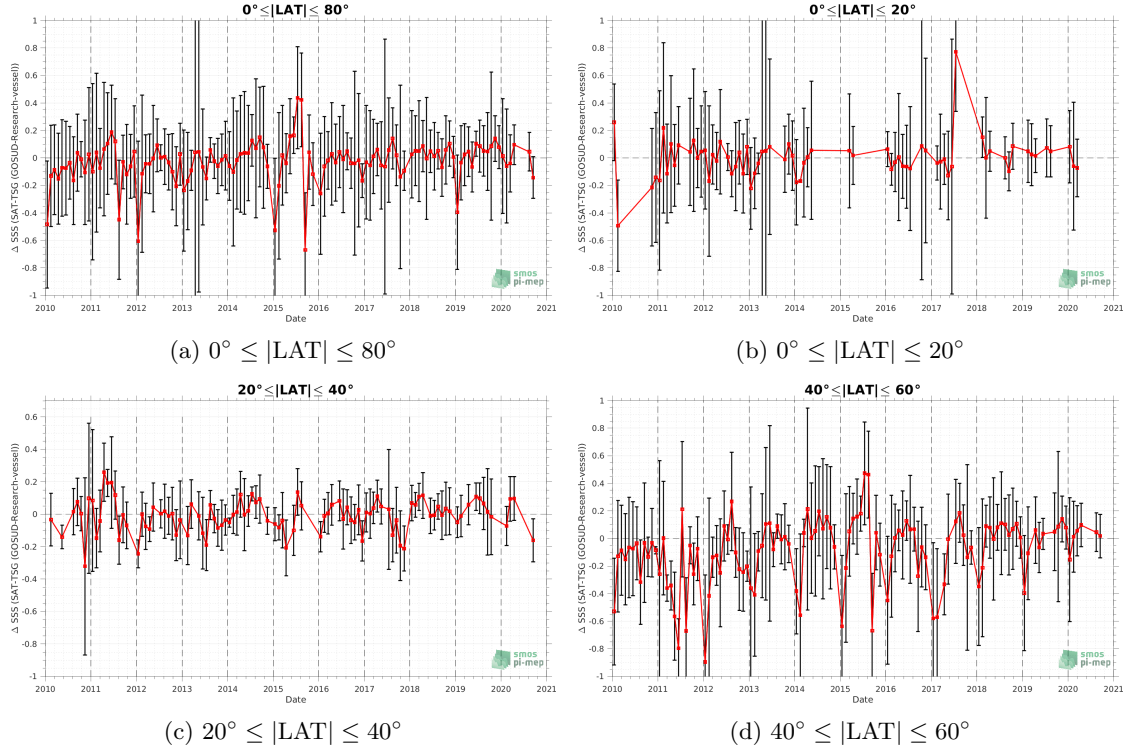 0°≤|LAT|≤ 80°
Δ SSS (SAT-TSG (GOSUD-Research-vessel))
1
0.8
0.6
0.4
0.2
0
-0.2
-0.4
-0.6
-0.8
-1
2010 2011 2012 2013 2014 2015 2016 2017 2018 2019 2020 2021
Date
smos
pi-mep
(a) 0° ≤ |LAT| ≤ 80°
0°≤|LAT|≤ 20°
Δ SSS (SAT-TSG (GOSUD-Research-vessel))
1
0.8
0.6
0.4
0.2
0
-0.2
-0.4
-0.6
-0.8
-1
2010 2011 2012 2013 2014 2015 2016 2017 2018 2019 2020 2021
Date
smos
pi-mep
(b) 0° ≤ |LAT| ≤ 20°
20°≤|LAT|≤ 40°
Δ SSS (SAT-TSG (GOSUD-Research-vessel))
0.6
0.4
0.2
0
-0.2
-0.4
-0.6
-0.8
-1
2010 2011 2012 2013 2014 2015 2016 2017 2018 2019 2020 2021
Date
smos
pi-mep
(c) 20° ≤ |LAT| ≤ 40°
40°≤|LAT|≤ 60°
Δ SSS (SAT-TSG (GOSUD-Research-vessel))
1
0.8
0.6
0.4
0.2
0
-0.2
-0.4
-0.6
-0.8
-1
2010 2011 2012 2013 2014 2015 2016 2017 2018 2019 2020 2021
Date
smos
pi-mep
(d) 40° ≤ |LAT| ≤ 60°